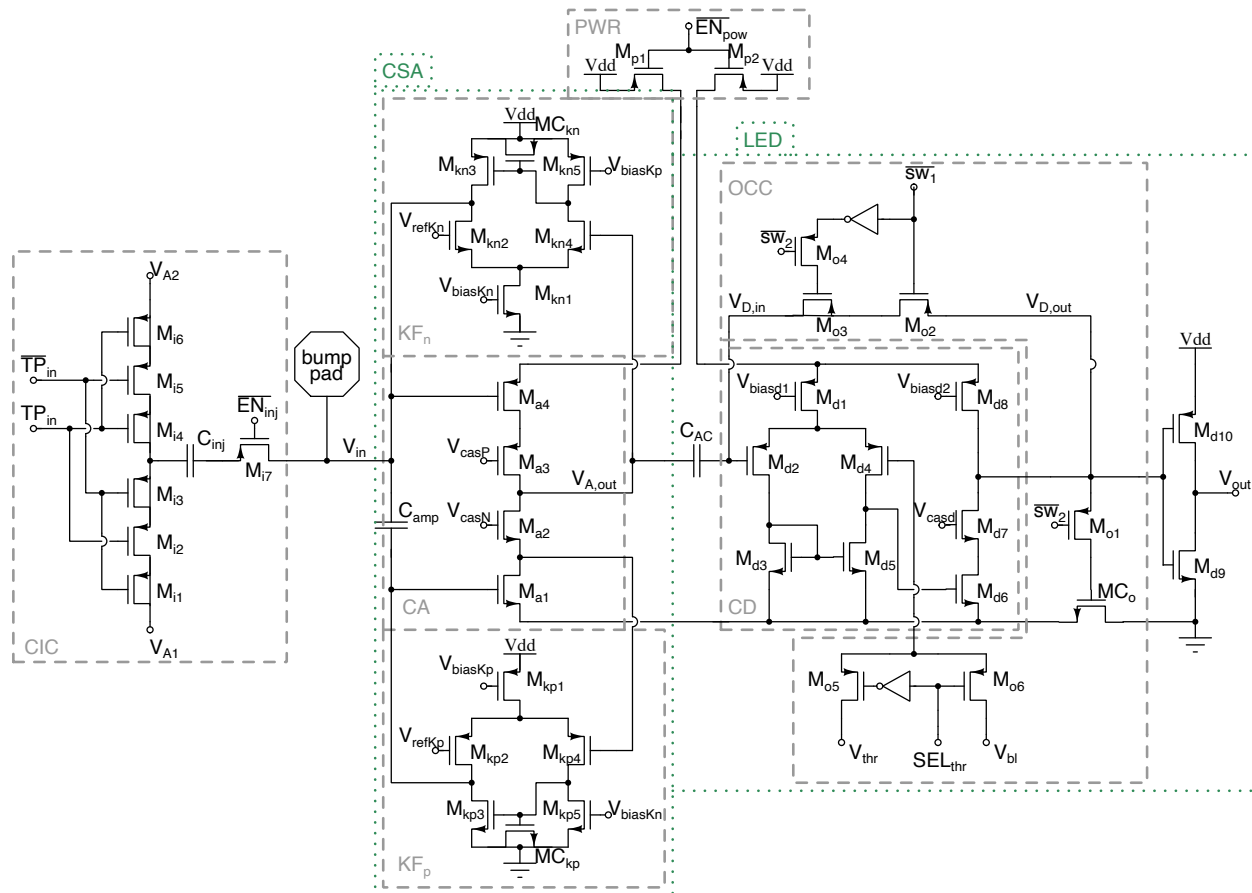 PWR
EN_pow
M_p1
M_p2
Vdd
Vdd
CSA
LED
Vdd
MC_kn
M_kn3
M_kn5
V_biasKp
V_refKn
M_kn2
M_kn4
V_biasKn
M_kn1
KF_n
OCC
SW_1
SW_2
M_o4
V_D,in
V_D,out
M_o3
M_o2
V_A2
M_i6
TP_in
M_i5
TP_in
M_i4
C_inj
EN_inj
M_i7
M_i3
M_i2
M_i1
V_A1
CIC
bump
pad
V_in
M_a4
V_casP
M_a3
V_A,out
C_amp
V_casN
M_a2
M_a1
CA
C_AC
V_biasd1
M_d1
V_biasd2
M_d8
M_d2
M_d4
V_casd
M_d7
M_d3
M_d5
M_d6
CD
SW_2
M_o1
MC_o
Vdd
M_d10
V_out
M_d9
M_o5
M_o6
V_thr
SEL_thr
V_bl
Vdd
V_biasKp
M_kp1
V_refKp
M_kp2
M_kp4
M_kp3
M_kp5
V_biasKn
MC_kp
KF_p